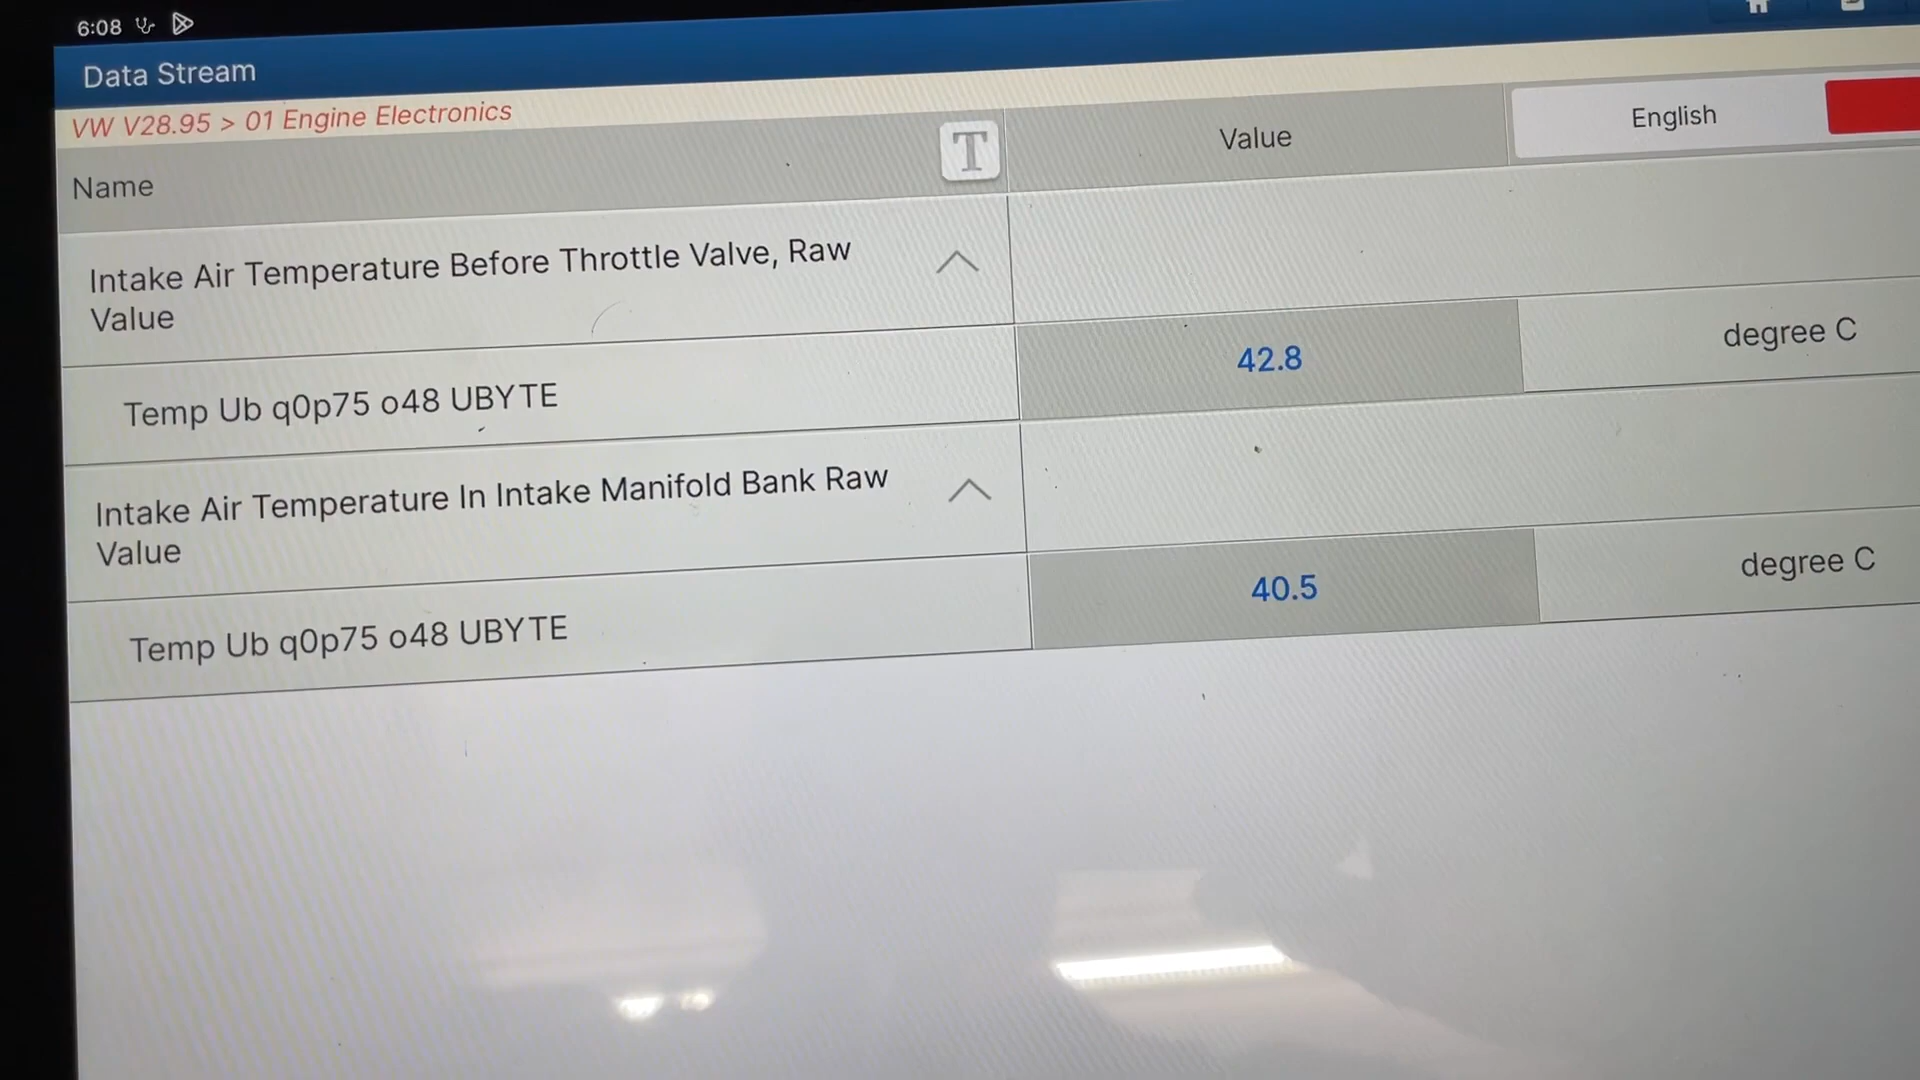 6:08
Data Stream
VW V28.95 > 01 Engine Electronics
Name
T
Value
English
Intake Air Temperature Before Throttle Valve, Raw
Value
Temp Ub q0p75 o48 UBYTE
42.8
degree C
Intake Air Temperature In Intake Manifold Bank Raw
Value
Temp Ub q0p75 o48 UBYTE
40.5
degree C